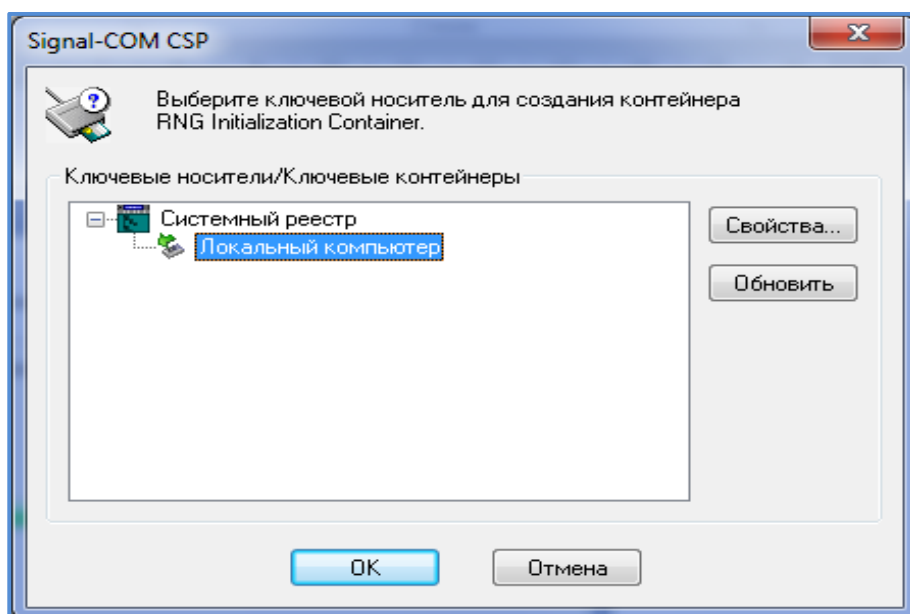 Signal-COM CSP
Выберите ключевой носитель для создания контейнера
RNG Initialization Container.
Ключевые носители/Ключевые контейнеры
Системный реестр
Локальный компьютер
Свойства...
Обновить
OK
Отмена